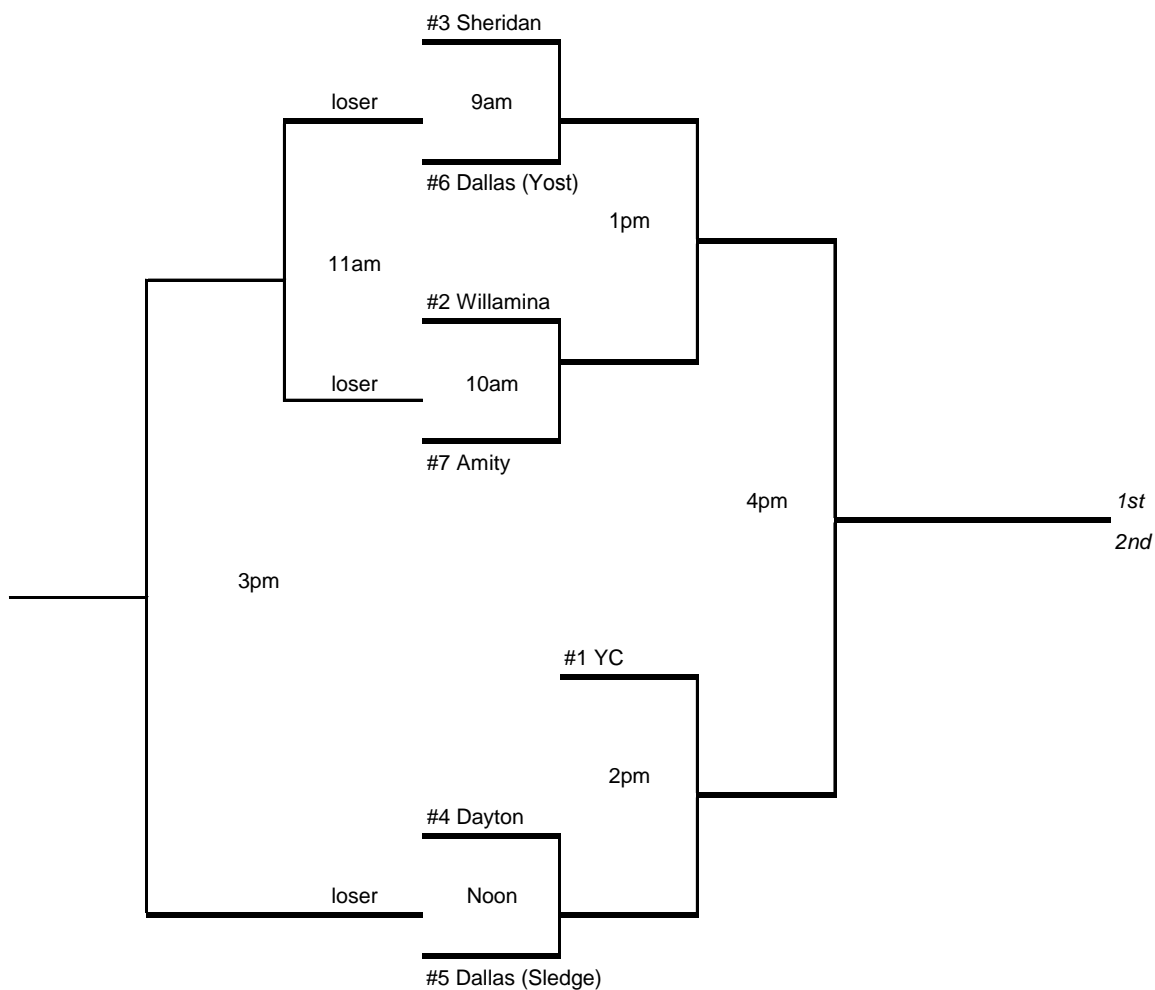 #3 Sheridan
loser
9am
#6 Dallas (Yost)
1pm
11am
#2 Willamina
loser
10am
#7 Amity
4pm
1st
2nd
3pm
#1 YC
2pm
#4 Dayton
loser
Noon
#5 Dallas (Sledge)